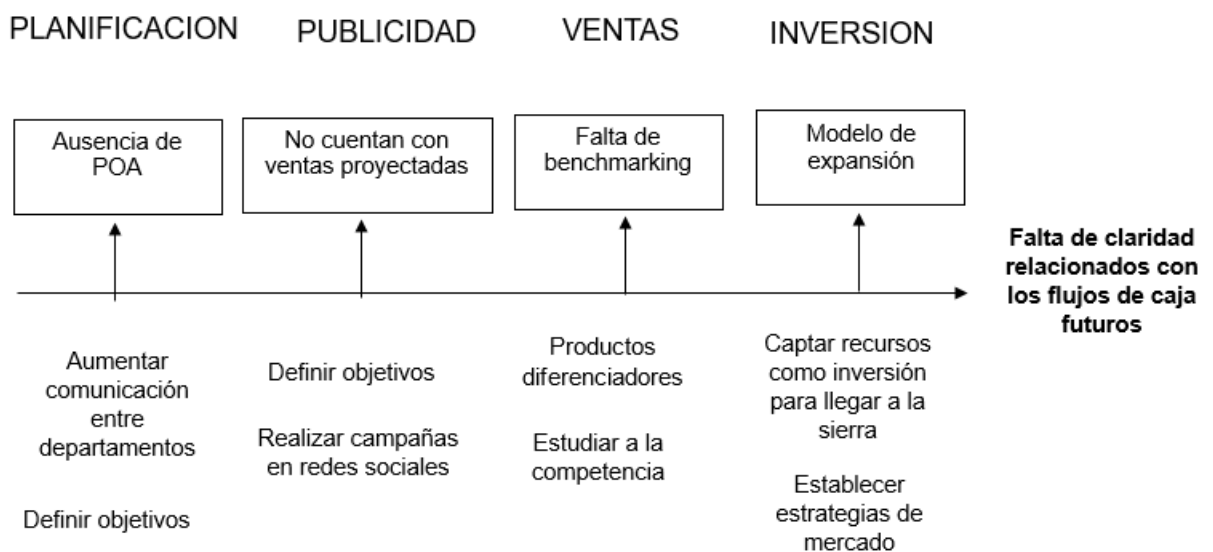 PLANIFICACION
PUBLICIDAD
VENTAS
INVERSION
Ausencia de
POA
No cuentan con
ventas proyectadas
Falta de
benchmarking
Modelo de
expansión
Falta de claridad
relacionados con
los flujos de caja
futuros
Aumentar
comunicación
entre
departamentos
Definir objetivos
Definir objetivos
Realizar campañas
en redes sociales
Productos
diferenciadores
Estudiar a la
competencia
Captar recursos
como inversión
para llegar a la
sierra
Establecer
estrategias de
mercado